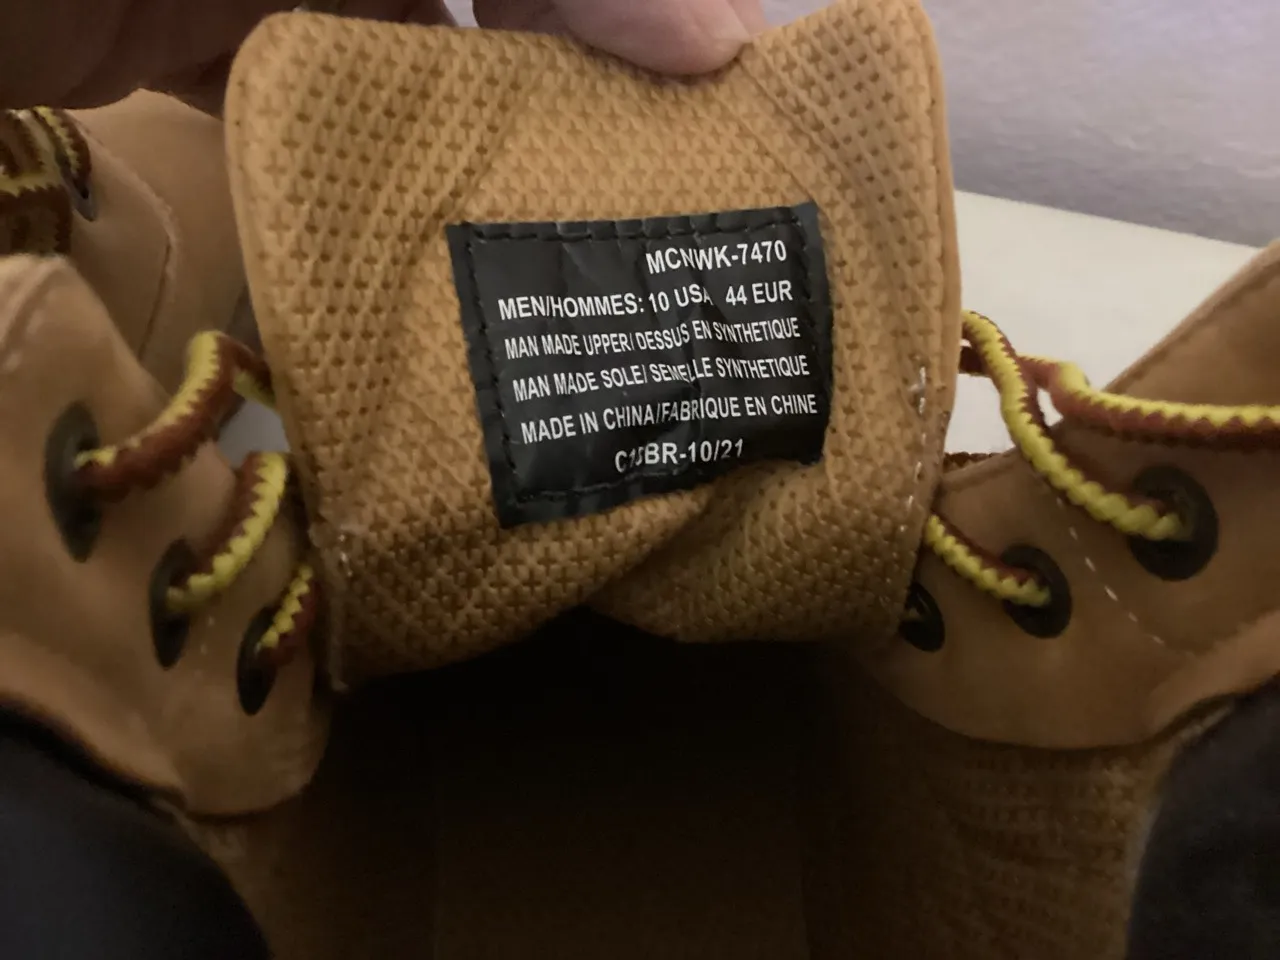 MCNWK-7470
MEN/HOMMES: 10 USA 44 EUR
MAN MADE UPPER/ DESSUS EN SYNTHETIQUE
MAN MADE SOLE/ SEMELLE SYNTHETIQUE
MADE IN CHINA/FABRIQUE EN CHINE